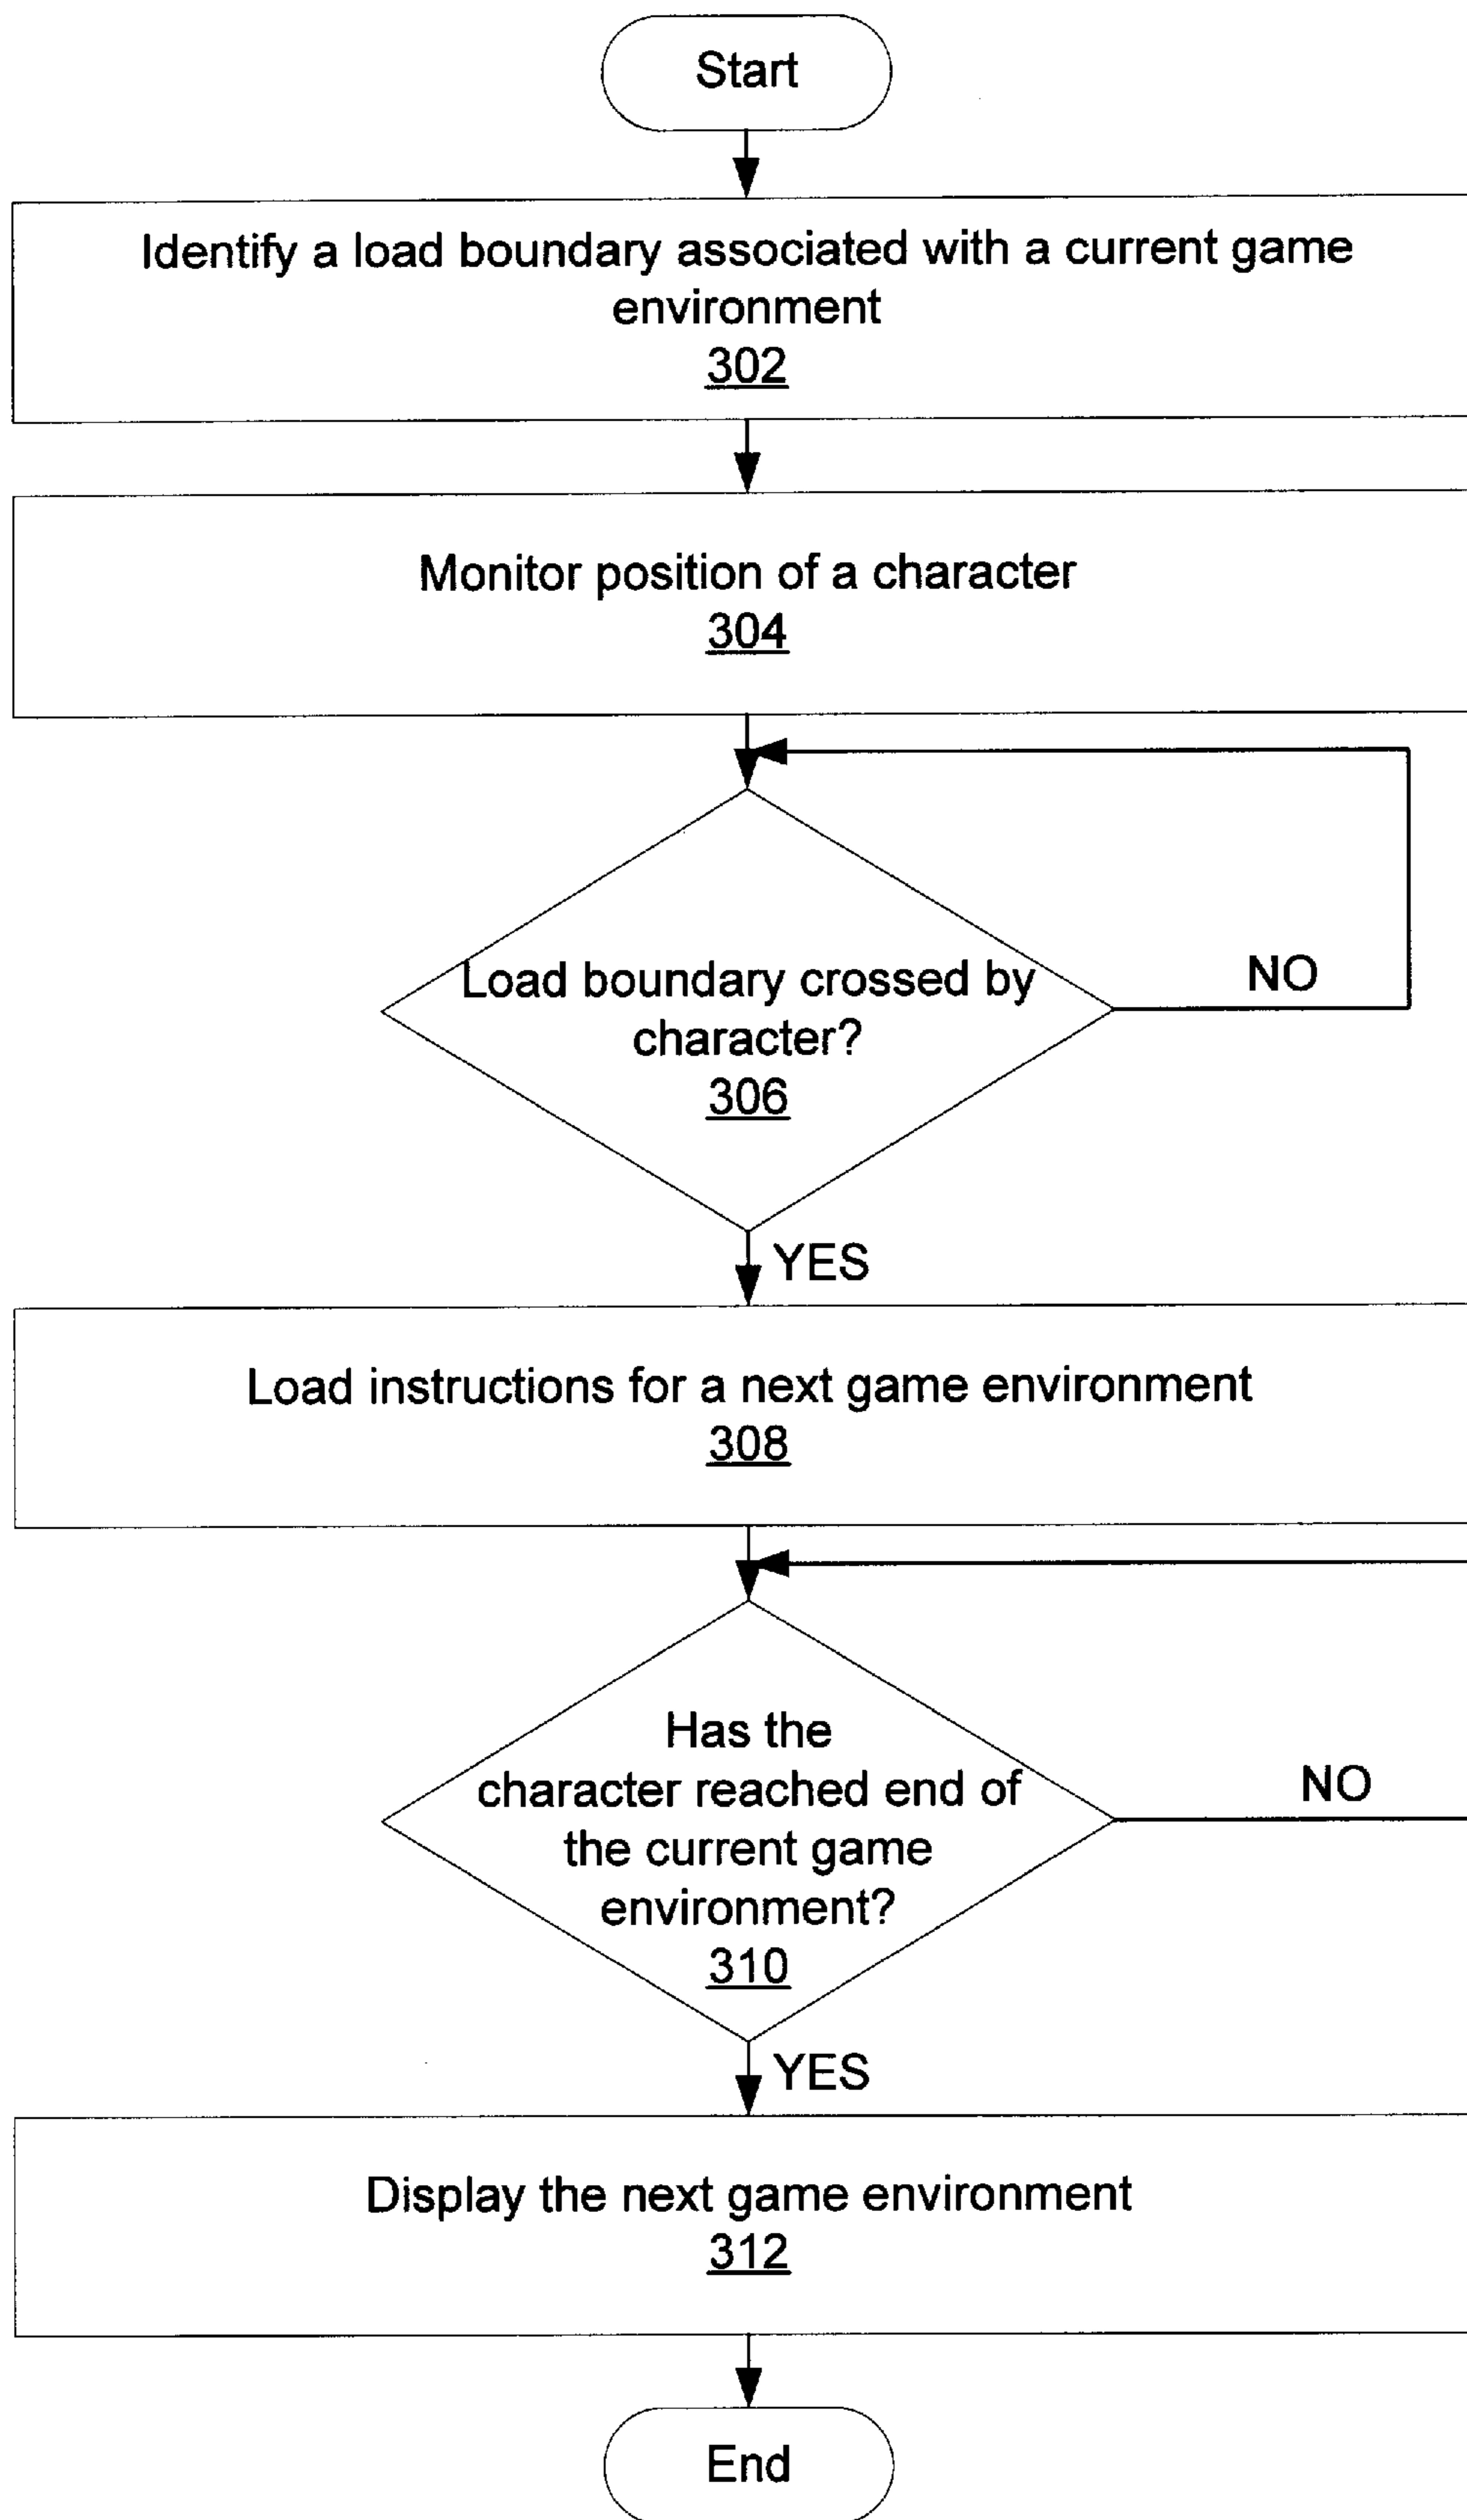 Start
Identify a load boundary associated with a current game
environment
302
Monitor position of a character
304
Load boundary crossed by
character?
306
NO
YES
Load instructions for a next game environment
308
Has the
character reached end of
the current game
environment?
310
NO
YES
Display the next game environment
312
End